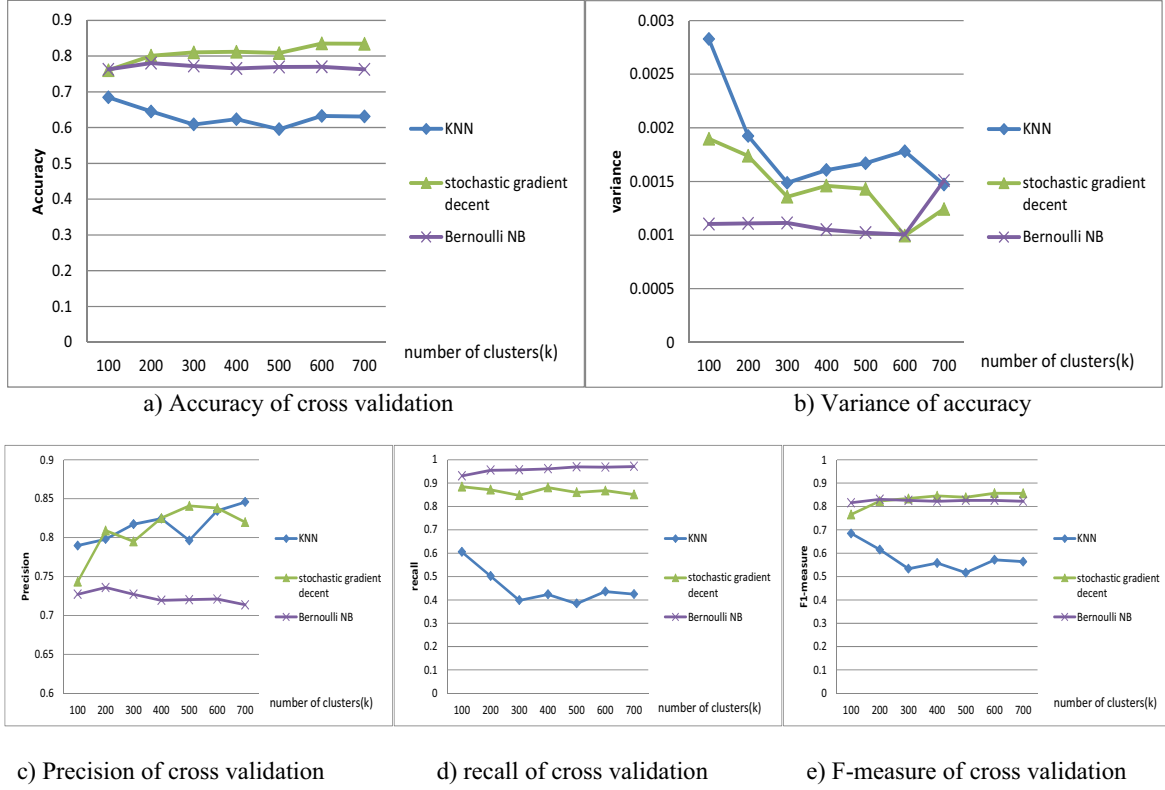 0.9
0.8
0.7
0.6
0.5
0.4
0.3
0.2
0.1
0
Accuracy
100 200 300 400 500 600 700
number of clusters(k)
KNN
stochastic gradient
decent
Bernoulli NB
a) Accuracy of cross validation
0.003
0.0025
0.002
0.0015
0.001
0.0005
0
variance
100 200 300 400 500 600 700
number of clusters(k)
KNN
stochastic gradient
decent
Bernoulli NB
b) Variance of accuracy
0.9
0.85
0.8
0.75
0.7
0.65
0.6
Precision
100 200 300 400 500 600 700
number of clusters(k)
KNN
stochastic gradient
decent
Bernoulli NB
c) Precision of cross validation
1
0.9
0.8
0.7
0.6
0.5
0.4
0.3
0.2
0.1
0
recall
100 200 300 400 500 600 700
number of clusters(k)
KNN
stochastic gradient
decent
Bernoulli NB
d) recall of cross validation
1
0.9
0.8
0.7
0.6
0.5
0.4
0.3
0.2
0.1
0
F1-measure
100 200 300 400 500 600 700
number of clusters(k)
KNN
stochastic gradient
decent
Bernoulli NB
e) F-measure of cross validation